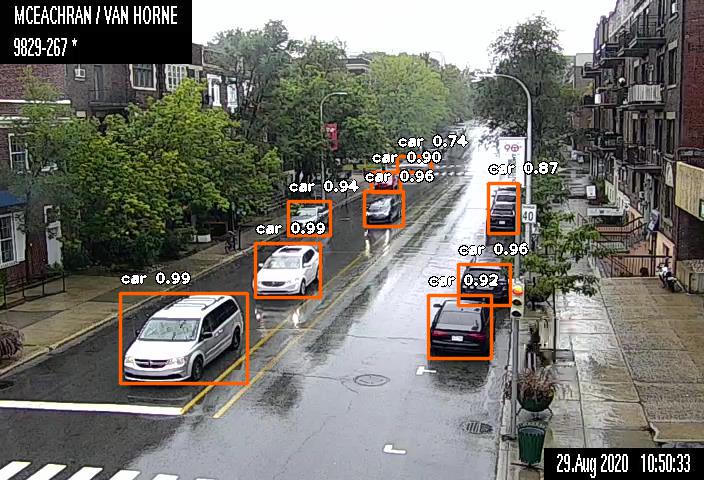 MCEACHRAN / VAN HORNE
9829-267 *
car 0.74
car 0.90
car 0.96
car 0.87
car 0.94
car 0.99
car 0.96
car 0.92
car 0.99
40
29.Aug 2020 10:50:33